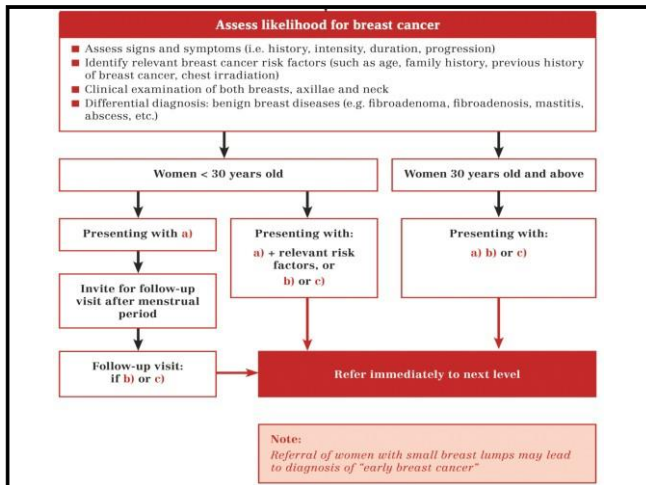 Assess likelihood for breast cancer
Assess signs and symptoms (i.e. history, intensity, duration, progression)
Identify relevant breast cancer risk factors (such as age, family history, previous
history of breast cancer, chest irradiation)
Clinical examination of both breasts, axillae and neck
Differential diagnosis: benign breast diseases (e.g. fibroadenoma, fibroadenosis, mastitis,
abscess, etc.)
Women < 30 years old
Women 30 years old and above
Presenting with a)
Presenting with:
a) + relevant risk
factors, or
b) or c)
Presenting with:
a) b) or c)
Invite for follow-up
visit after menstrual
period
Follow-up visit:
if b) or c)
Refer immediately to next level
Note:
Referral of women with small breast lumps may lead
to diagnosis of "early breast cancer"